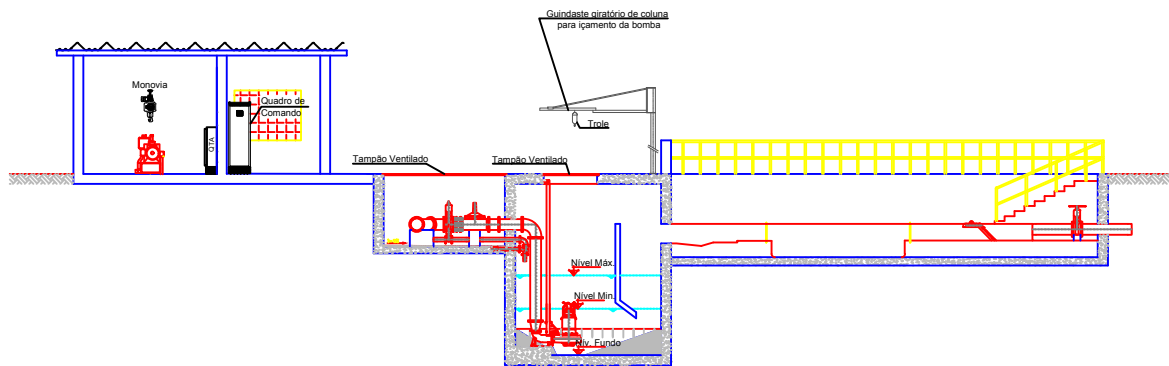 Guindaste giratório de coluna
para içamento da bomba
Monovia
Quadro de
Comando
QTA
Trole
Tampão Ventilado
Tampão Ventilado
Nível Máx.
Nível Min.
Nív. Fundo